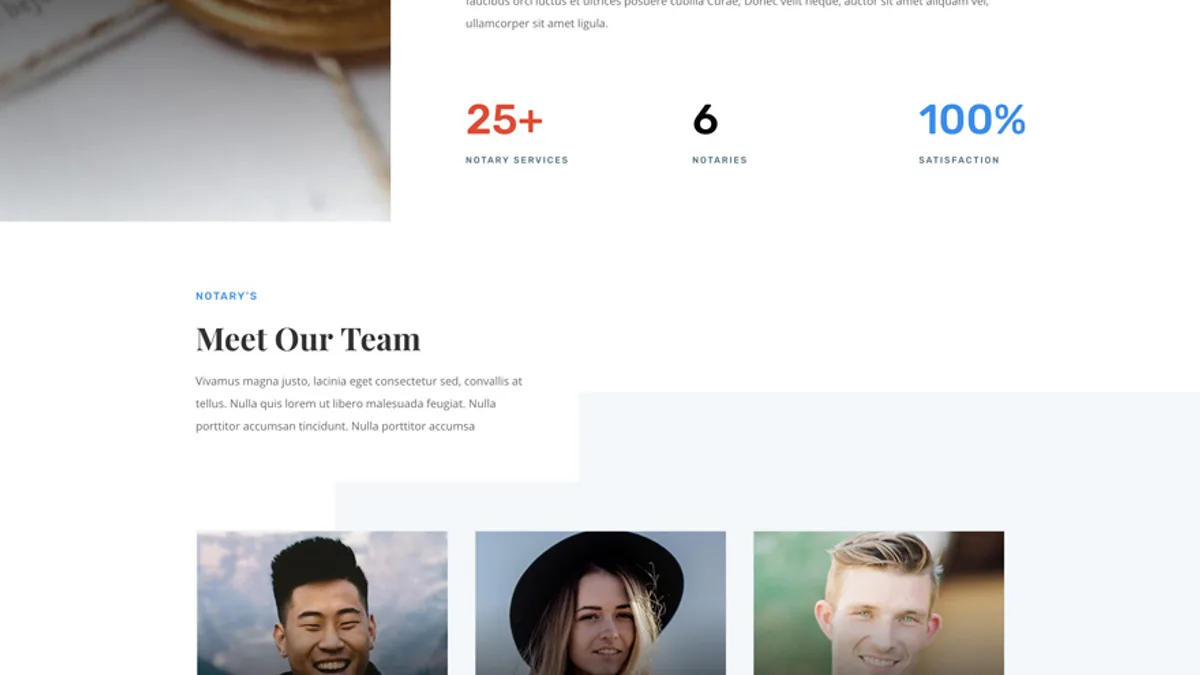 faucibus orci luctus et ultrices posuere cubilia Curae; Donec velit neque, auctor sit amet aliquam vel,
ullamcorper sit amet ligula.
25+
6
100%
NOTARY SERVICES
NOTARIES
SATISFACTION
NOTARY'S
Meet Our Team
Vivamus magna justo, lacinia eget consectetur sed, convallis at
tellus. Nulla quis lorem ut libero malesuada feugiat. Nulla
porttitor accumsan tincidunt. Nulla porttitor accumsa